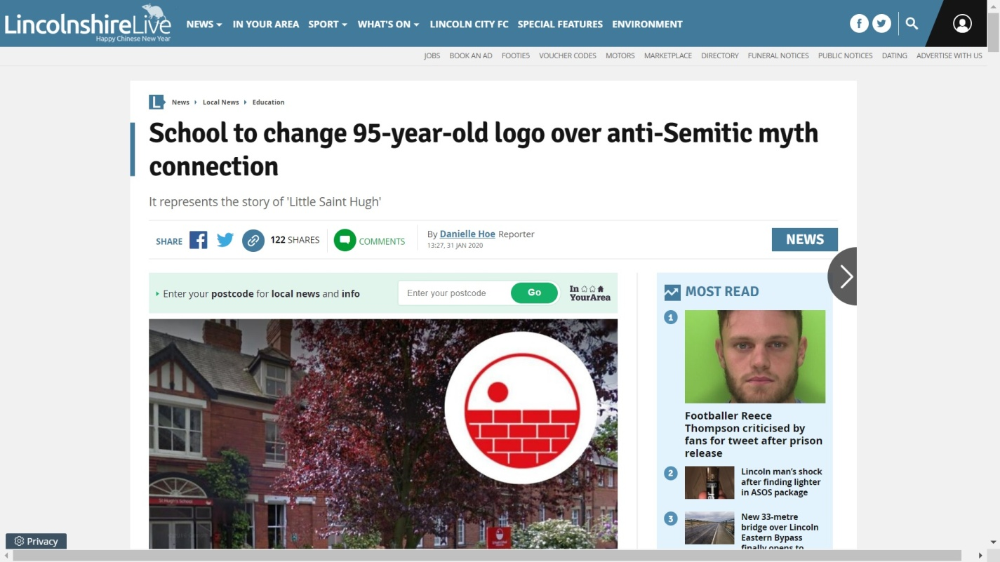 LincolnshireLive
Happy Chinese New Year
NEWS
IN YOUR AREA
SPORT
WHAT'S ON
LINCOLN CITY FC
SPECIAL FEATURES
ENVIRONMENT
JOBS
BOOK AN AD
FOOTIE5
VOUCHER CODES
MOTORS
MARKETPLACE
DIRECTORY
FUNERAL NOTICES
PUBLIC NOTICES
DATING
ADVERTISE WITH US
L
News
Local News
Education
School to change 95-year-old logo over anti-Semitic myth
connection
It represents the story of 'Little Saint Hugh'
SHARE
122 SHARES
COMMENTS
By Danielle Hoe Reporter
13:27, 31 JAN 2020
NEWS
Enter your postcode for local news and info
Enter your postcode
Go
In
YourArea
MOST READ
1
Footballer Reece
Thompson criticised by
fans for tweet after prison
release
2
Lincoln man's shock
after finding lighter
in ASOS package
3
New 33-metre
bridge over Lincoln
Eastern Bypass
finally opens to
St Hugh's School
Privacy